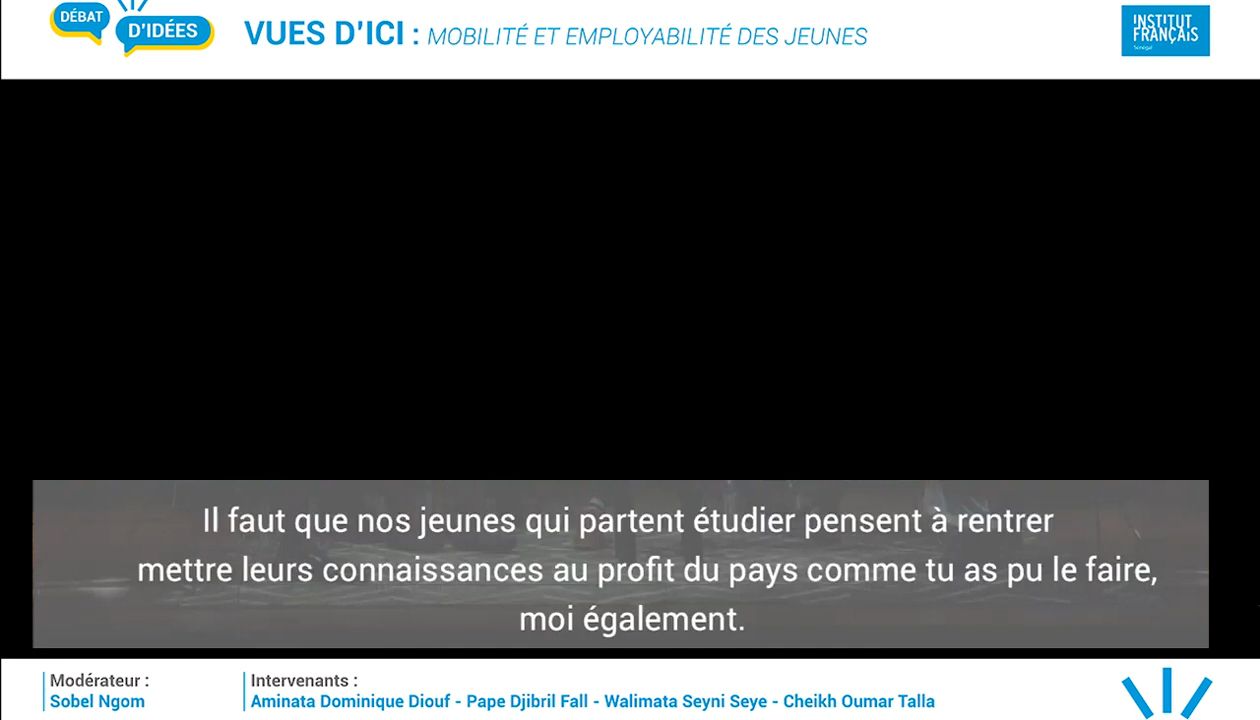 DÉBAT
D'IDÉES
VUES D'ICI : MOBILITÉ ET EMPLOYABILITÉ DES JEUNES
INSTITUT
FRANÇAIS
Sénégal
Il faut que nos jeunes qui partent étudier pensent à rentrer
mettre leurs connaissances au profit du pays comme tu as pu le faire,
moi également.
Modérateur :
Sobel Ngom
Intervenants :
Aminata Dominique Diouf - Pape Djibril Fall - Walimata Seyni Seye - Cheikh Oumar Talla